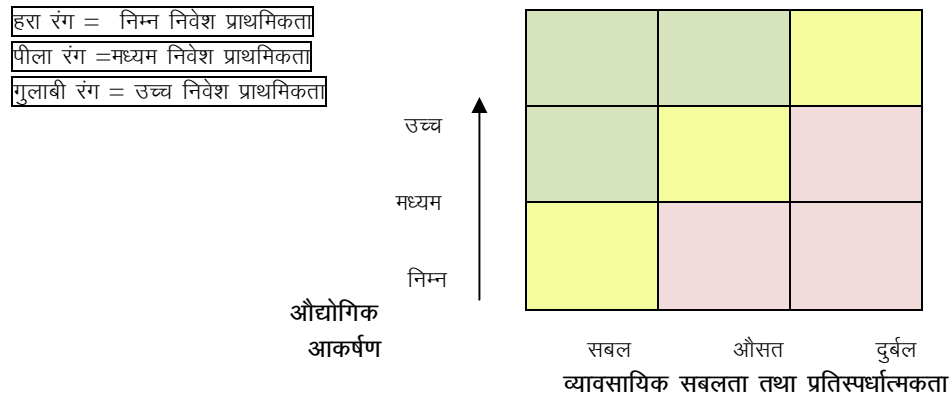 हरा रंग =  निम्न निवेश प्राथमिकता
पीला रंग =मध्यम निवेश प्राथमिकता
गुलाबी रंग = उच्च निवेश प्राथमिकता
उच्च
मध्यम
निम्न
औद्योगिक
आकर्षण
सबल औसत दुर्बल
व्यावसायिक सबलता तथा प्रतिस्पर्धात्मकता